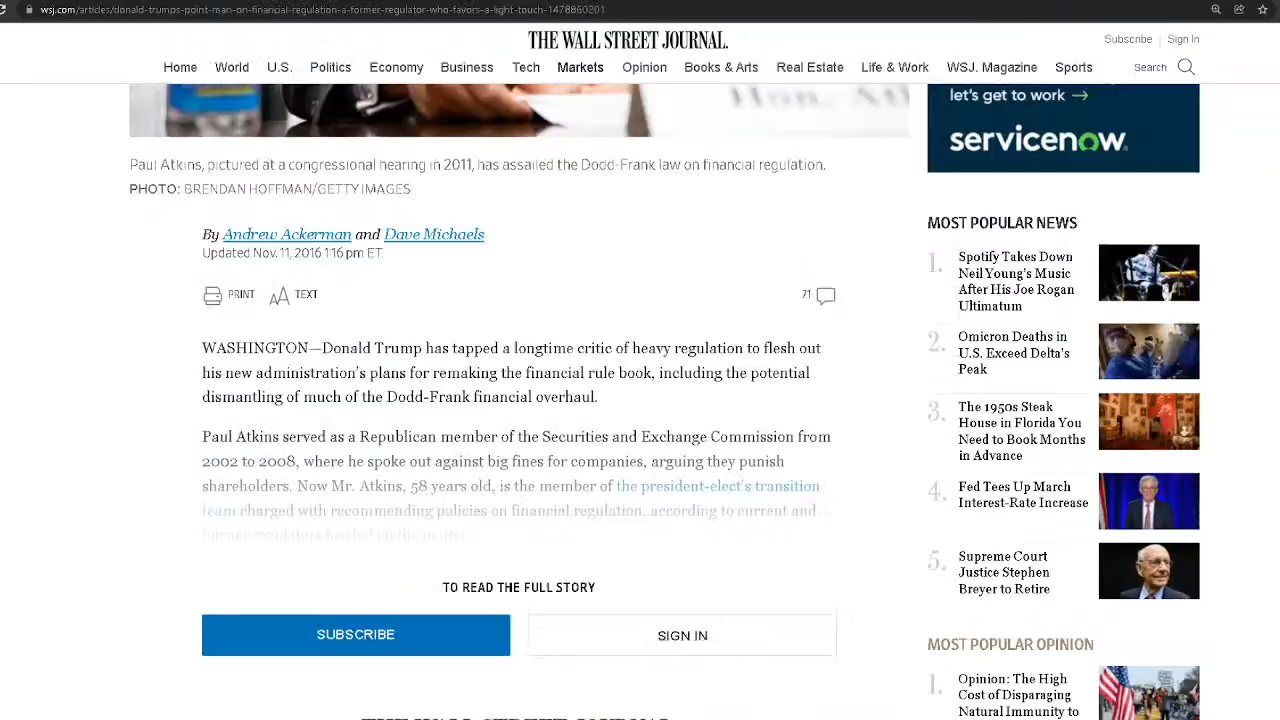 wsj.com/articles/donald-trumps-point-man-on-financial-regulation-a-former-regulator-who-favors-a-light-touch-1478860201
THE WALL STREET JOURNAL.
Subscribe | Sign In
Home World U.S. Politics Economy Business Tech Markets Opinion Books & Arts Real Estate Life & Work WSJ. Magazine Sports Search
let's get to work →
servicenow.
Paul Atkins, pictured at a congressional hearing in 2011, has assailed the Dodd-Frank law on financial regulation.
PHOTO: BRENDAN HOFFMAN/GETTY IMAGES
By Andrew Ackerman and Dave Michaels
Updated Nov. 11, 2016 1:16 pm ET
PRINT AA TEXT 71
WASHINGTON—Donald Trump has tapped a longtime critic of heavy regulation to flesh out
his new administration's plans for remaking the financial rule book, including the potential
dismantling of much of the Dodd-Frank financial overhaul.
Paul Atkins served as a Republican member of the Securities and Exchange Commission from
2002 to 2008, where he spoke out against big fines for companies, arguing they punish
shareholders. Now Mr. Atkins, 58 years old, is the member of the president-elect's transition
team charged with recommending policies on financial regulation, according to current and
TO READ THE FULL STORY
SUBSCRIBE SIGN IN
THE WALL STREET JOURNAL
MOST POPULAR NEWS
1. Spotify Takes Down
Neil Young's Music
After His Joe Rogan
Ultimatum
2. Omicron Deaths in
U.S. Exceed Delta's
Peak
3. The 1950s Steak
House in Florida You
Need to Book Months
in Advance
4. Fed Tees Up March
Interest-Rate Increase
5. Supreme Court
Justice Stephen
Breyer to Retire
MOST POPULAR OPINION
1. Opinion: The High
Cost of Disparaging
Natural Immunity to